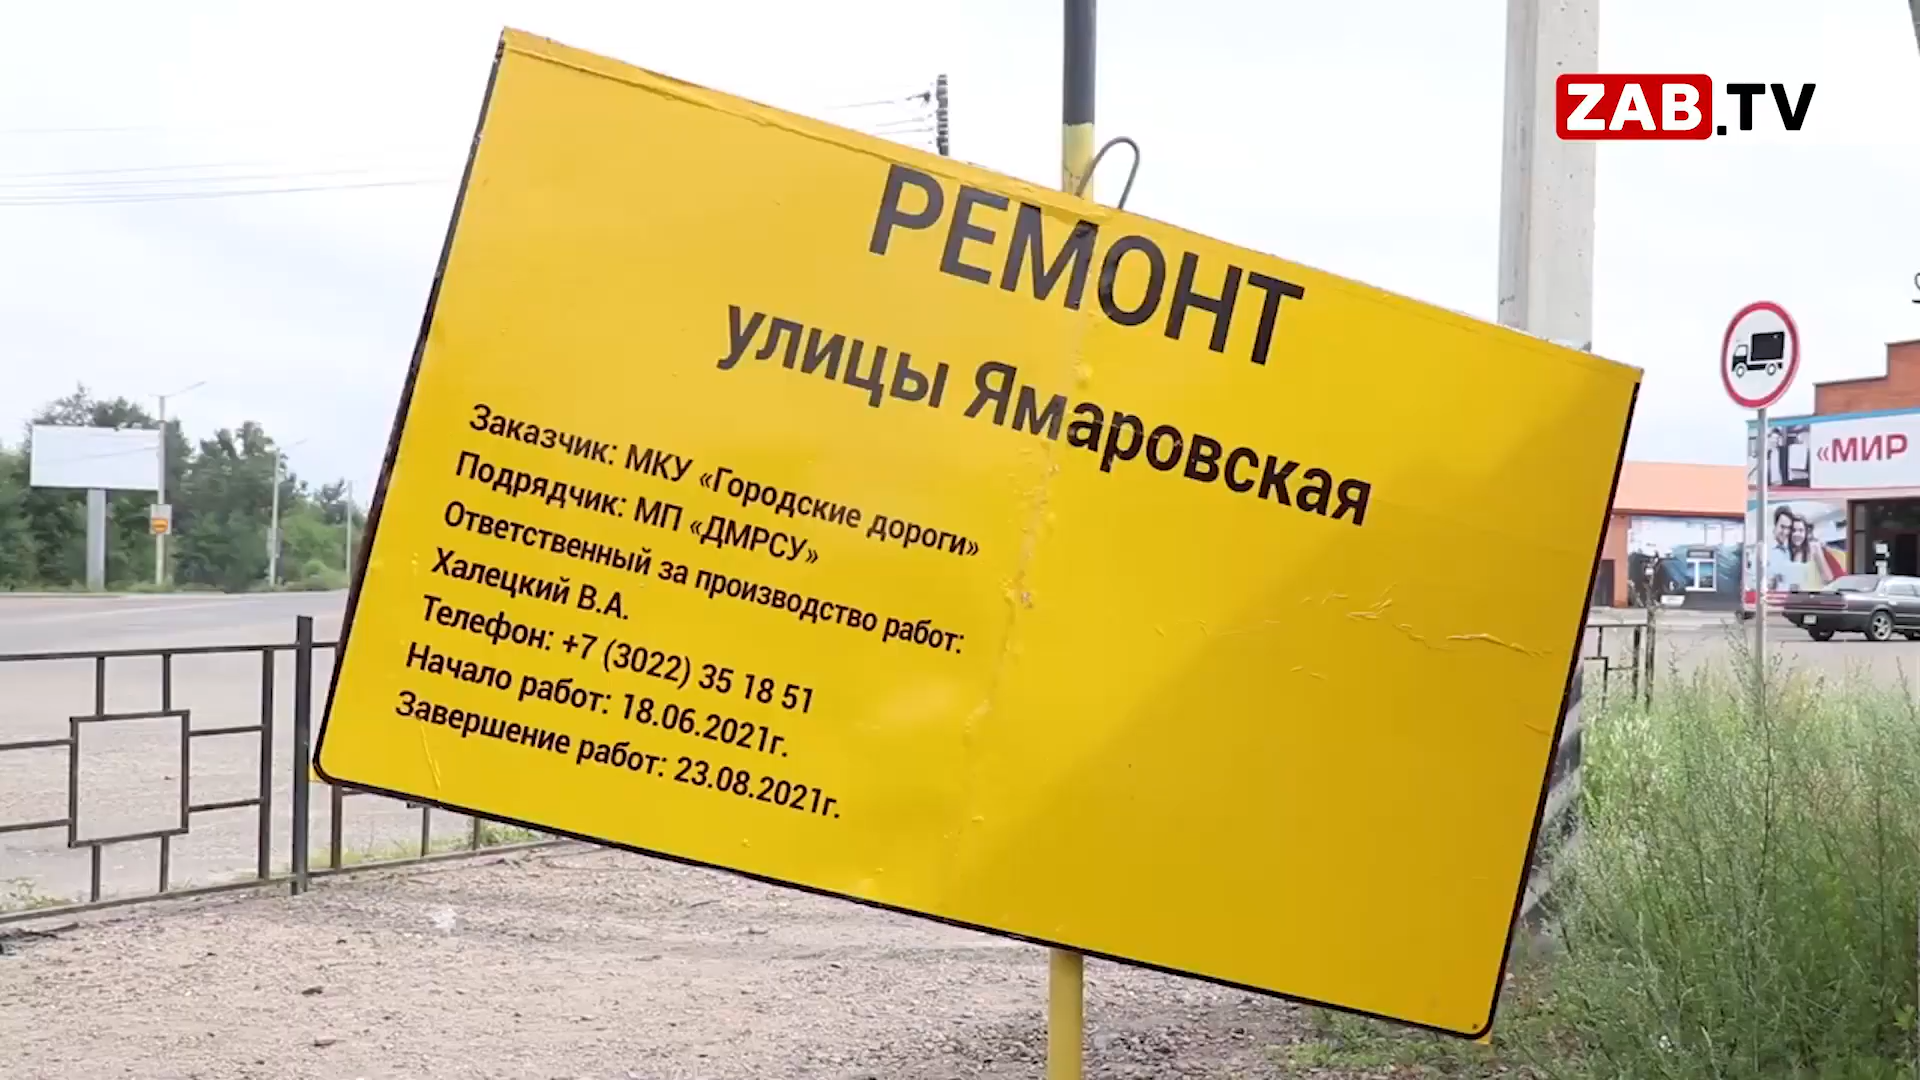 ZAB.TV
РЕМОНТ
улицы Ямаровская
Заказчик: МКУ «Городские дороги»
Подрядчик: МП «ДМРСУ»
Ответственный за производство работ:
Халецкий В.А.
Телефон: +7 (3022) 35 18 51
Начало работ: 18.06.2021г.
Завершение работ: 23.08.2021г.
«МИР